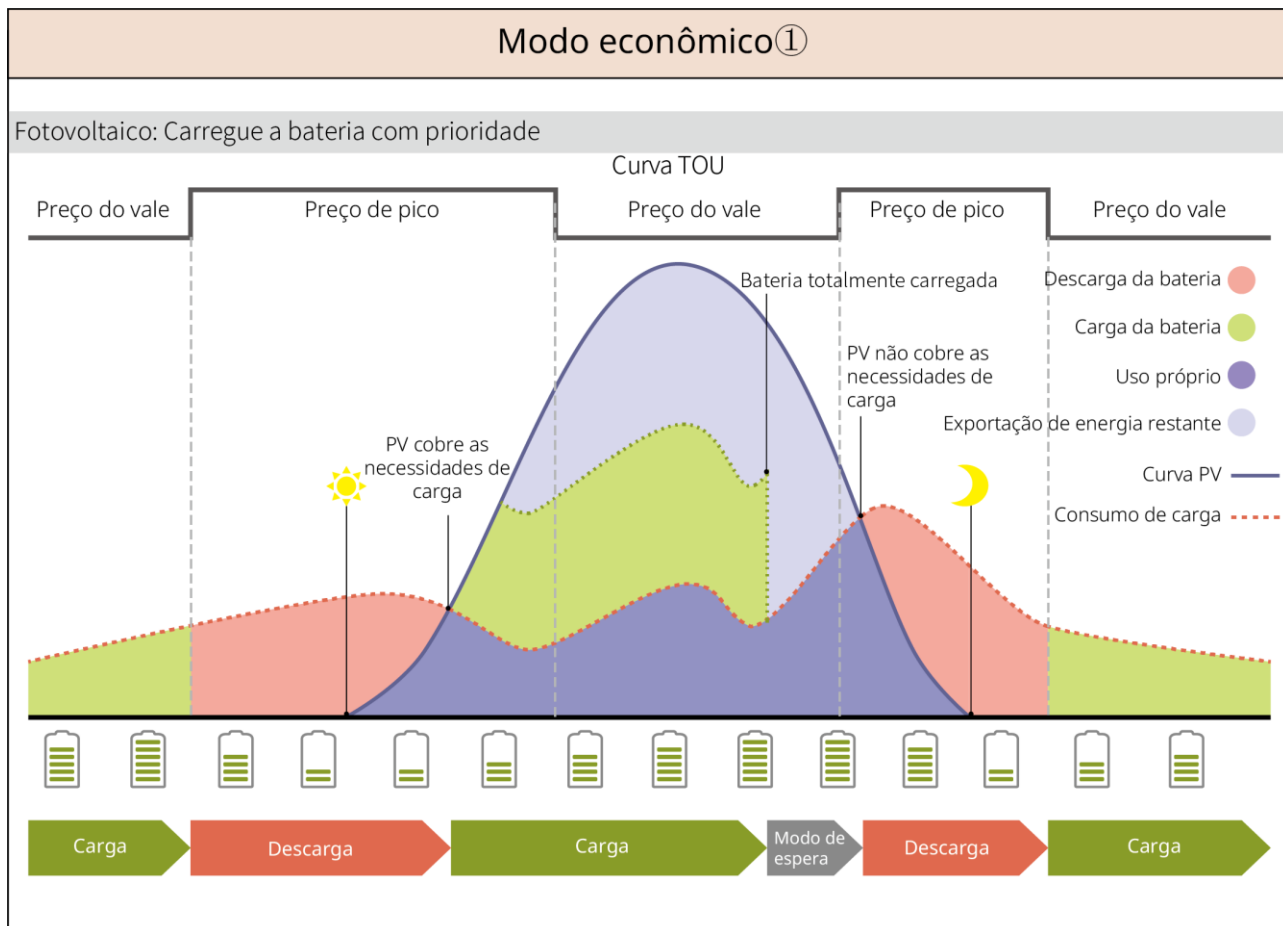 Modo econômico①
Fotovoltaico: Carregue a bateria com prioridade
Curva TOU
Preço do vale
Preço de pico
Preço do vale
Preço de pico
Preço do vale
Bateria totalmente carregada
Descarga da bateria
Carga da bateria
PV não cobre as
necessidades de
carga
Uso próprio
Exportação de energia restante
PV cobre as
necessidades de
carga
Curva PV
Consumo de carga
Carga
Descarga
Carga
Modo de
espera
Descarga
Carga